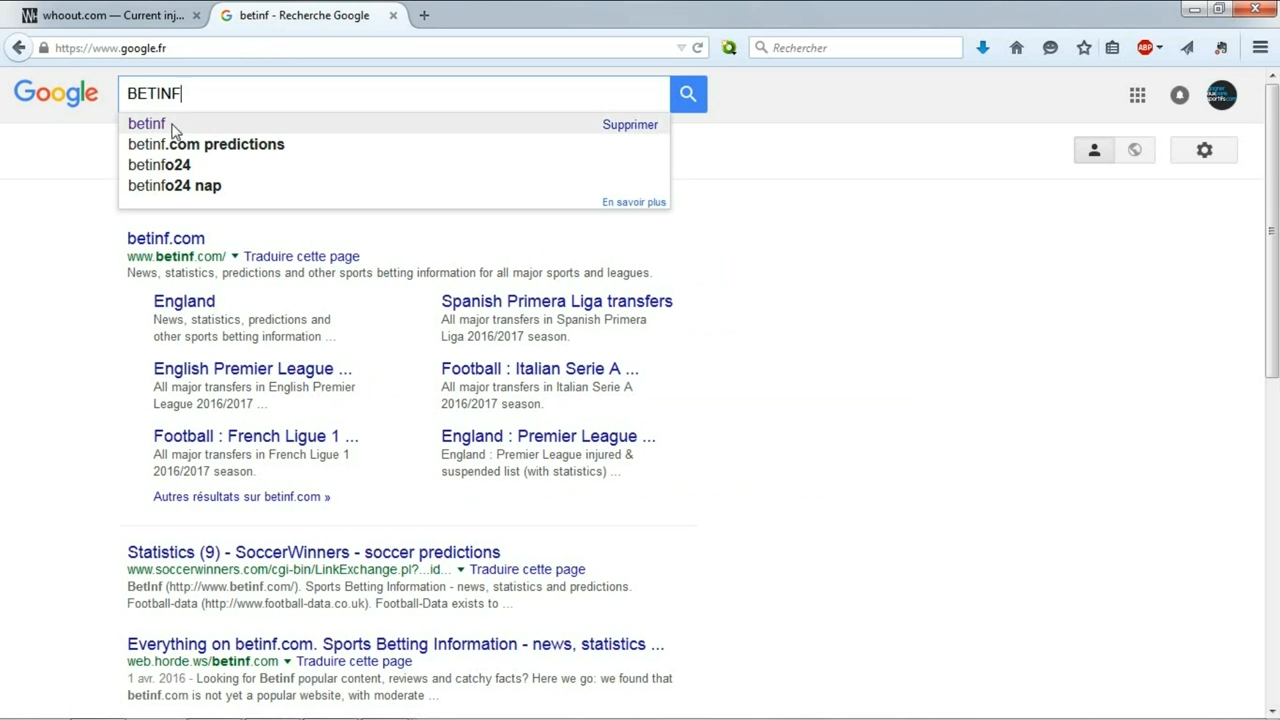 whoout.com — Current inj...
betinf - Recherche Google
https://www.google.fr
Rechercher
ABP
Google
BETINF
betinf
Supprimer
betinf.com predictions
betinfo24
betinfo24 nap
En savoir plus
betinf.com
www.betinf.com/ Traduire cette page
News, statistics, predictions and other sports betting information for all major sports and leagues.
England
News, statistics, predictions and
other sports betting information ...
Spanish Primera Liga transfers
All major transfers in Spanish Primera
Liga 2016/2017 season.
English Premier League ...
All major transfers in English Premier
League 2016/2017 ...
Football : Italian Serie A ...
All major transfers in Italian Serie A
2016/2017 season.
Football : French Ligue 1 ...
All major transfers in French Ligue 1
2016/2017 season.
England : Premier League ...
England : Premier League injured &
suspended list (with statistics) ...
Autres résultats sur betinf.com »
Statistics (9) - SoccerWinners - soccer predictions
www.soccerwinners.com/cgi-bin/LinkExchange.pl?...id... Traduire cette page
BetInf (http://www.betinf.com/). Sports Betting Information - news, statistics and predictions.
Football-data (http://www.football-data.co.uk). Football-Data exists to ...
Everything on betinf.com. Sports Betting Information - news, statistics ...
web.horde.ws/betinf.com Traduire cette page
1 avr. 2016 - Looking for Betinf popular content, reviews and catchy facts? Here we go: we found that
betinf.com is not yet a popular website, with moderate ...